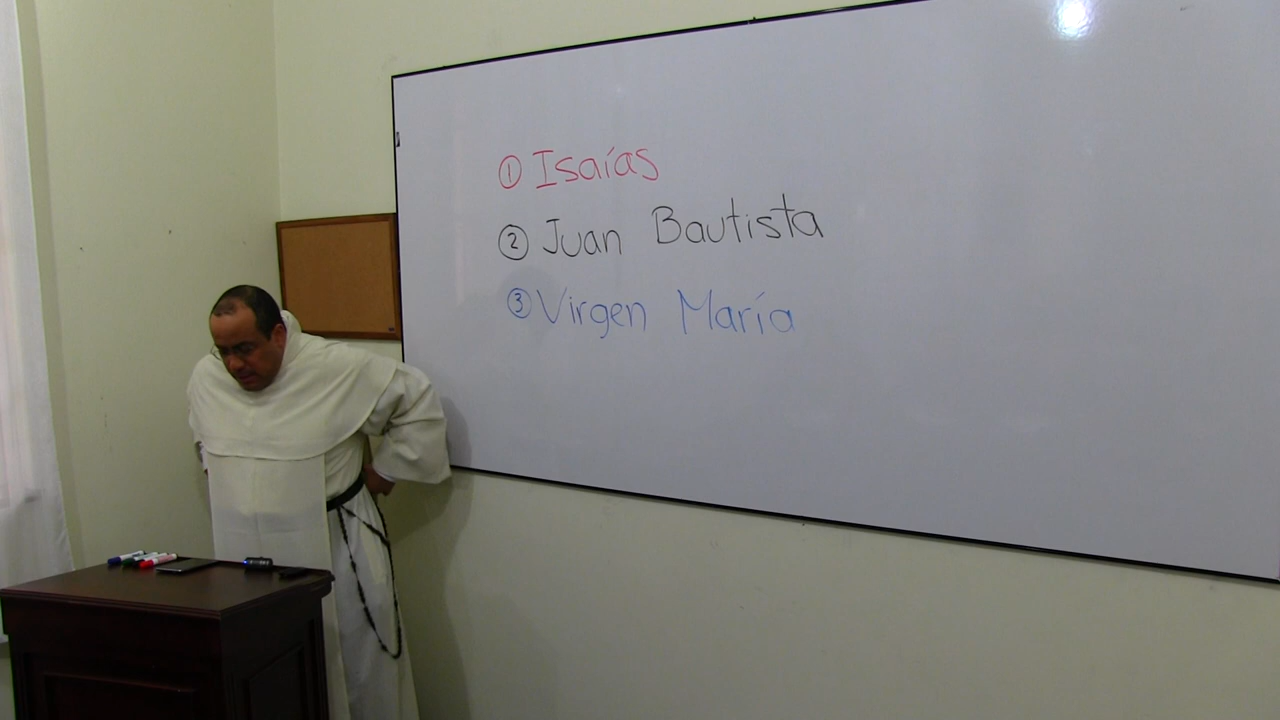 ① Isaías
② Juan Bautista
③ Virgen María